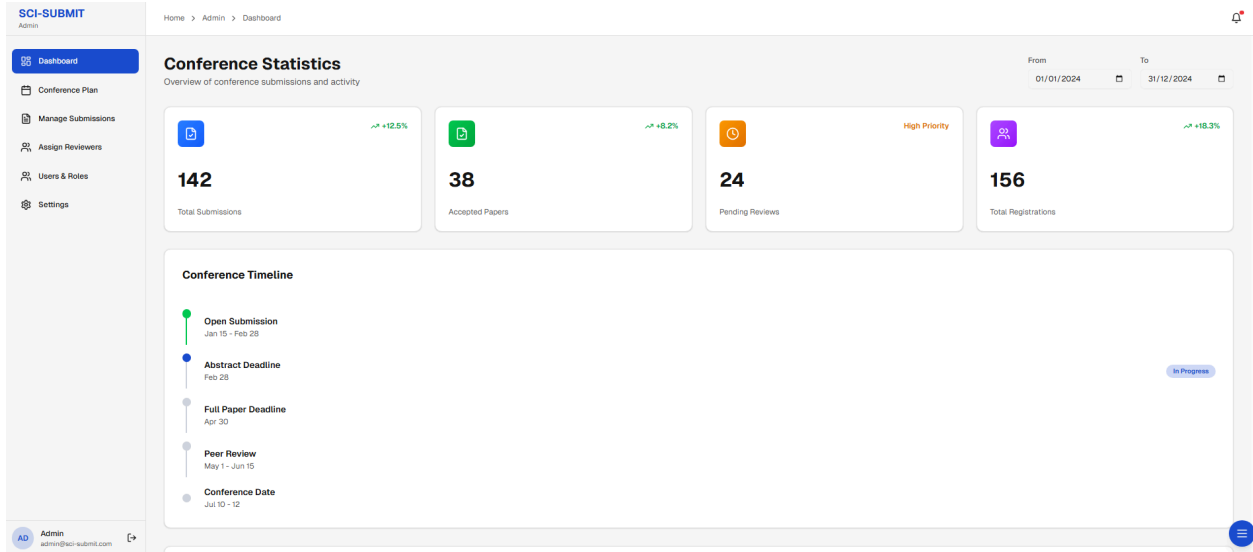 SCI-SUBMIT
Admin
Home > Admin > Dashboard
Dashboard
Conference Plan
Manage Submissions
Assign Reviewers
Users & Roles
Settings
Conference Statistics
Overview of conference submissions and activity
From
To
01/01/2024
31/12/2024
+12.5%
142
Total Submissions
+8.2%
38
Accepted Papers
High Priority
24
Pending Reviews
+18.3%
156
Total Registrations
Conference Timeline
Open Submission
Jan 15 - Feb 28
Abstract Deadline
Feb 28
In Progress
Full Paper Deadline
Apr 30
Peer Review
May 1 - Jun 15
Conference Date
Jul 10 - 12
AD
Admin
admin@sci-submit.com